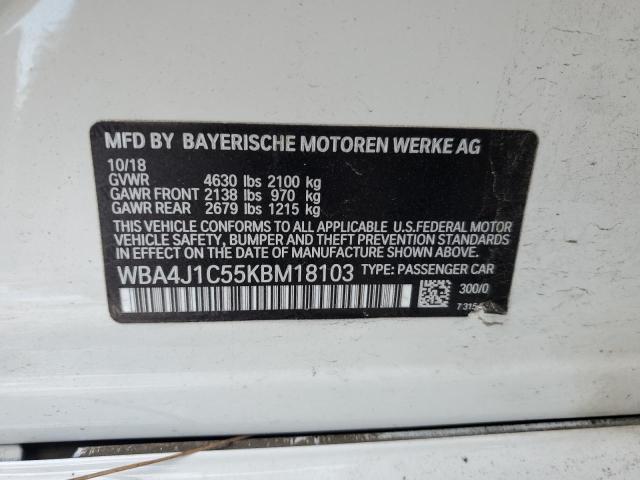 MFD BY BAYERISCHE MOTOREN WERKE AG
10/18
GVWR 4630 lbs 2100 kg
GAWR FRONT 2138 lbs 970 kg
GAWR REAR 2679 lbs 1215 kg
THIS VEHICLE CONFORMS TO ALL APPLICABLE U.S.FEDERAL MOTOR
VEHICLE SAFETY, BUMPER, AND THEFT PREVENTION STANDARDS
IN EFFECT ON THE DATE OF MANUFACTURE SHOWN ABOVE.
WBA4J1C55KBM18103 TYPE: PASSENGER CAR
300/0